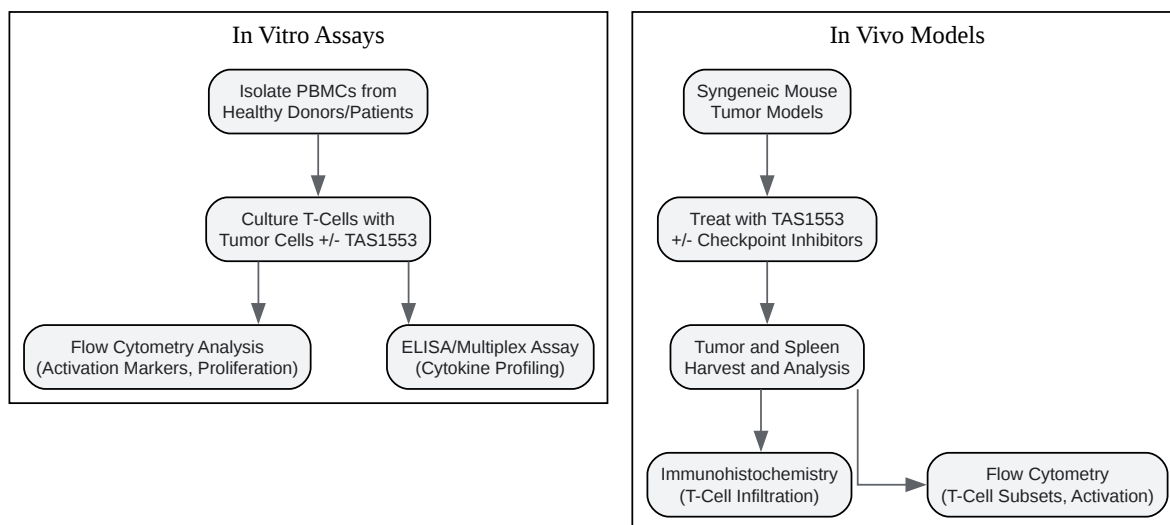 In Vitro Assays
Isolate PBMCs from
Healthy Donors/Patients
Culture T-Cells with
Tumor Cells +/- TAS1553
Flow Cytometry Analysis
(Activation Markers, Proliferation)
ELISA/Multiplex Assay
(Cytokine Profiling)
In Vivo Models
Syngeneic Mouse
Tumor Models
Treat with TAS1553
+/- Checkpoint Inhibitors
Tumor and Spleen
Harvest and Analysis
Immunohistochemistry
(T-Cell Infiltration)
Flow Cytometry
(T-Cell Subsets, Activation)